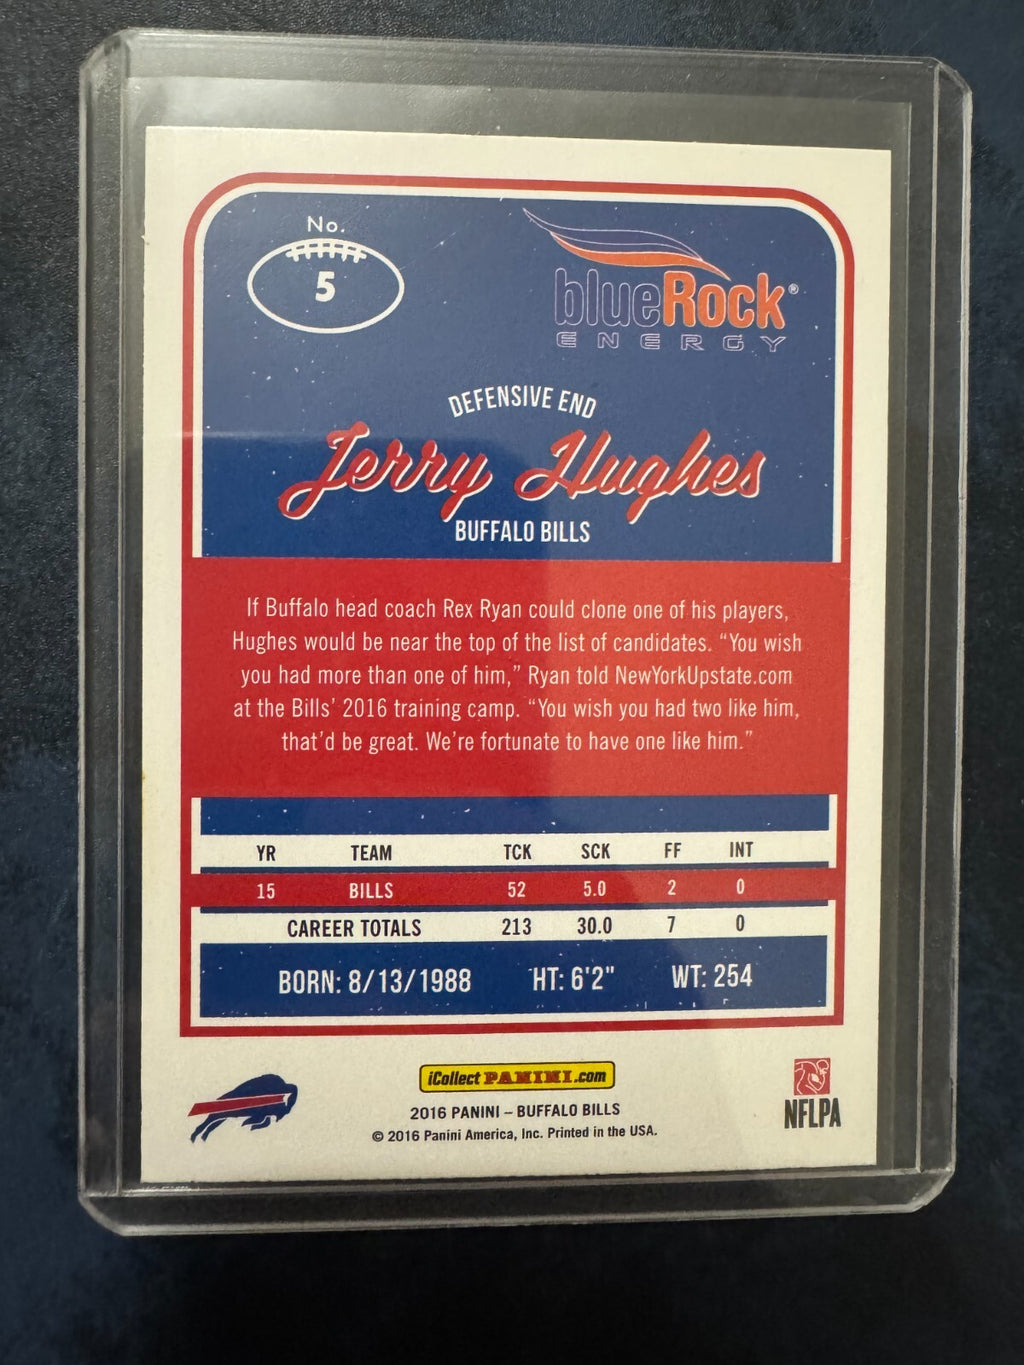 No.
5
blueRock®
ENERGY
DEFENSIVE END
Jerry Hughes
BUFFALO BILLS
If Buffalo head coach Rex Ryan could clone one of his players,
Hughes would be near the top of the list of candidates. “You wish
you had more than one of him,” Ryan told NewYorkUpstate.com
at the Bills’ 2016 training camp. “You wish you had two like him,
that’d be great. We’re fortunate to have one like him.”
YR TEAM TCK SCK FF INT
15 BILLS 52 5.0 2 0
CAREER TOTALS 213 30.0 7 0
BORN: 8/13/1988 HT: 6'2" WT: 254
iCollect PANINI.com
2016 PANINI – BUFFALO BILLS
© 2016 Panini America, Inc. Printed in the USA.
NFLPA